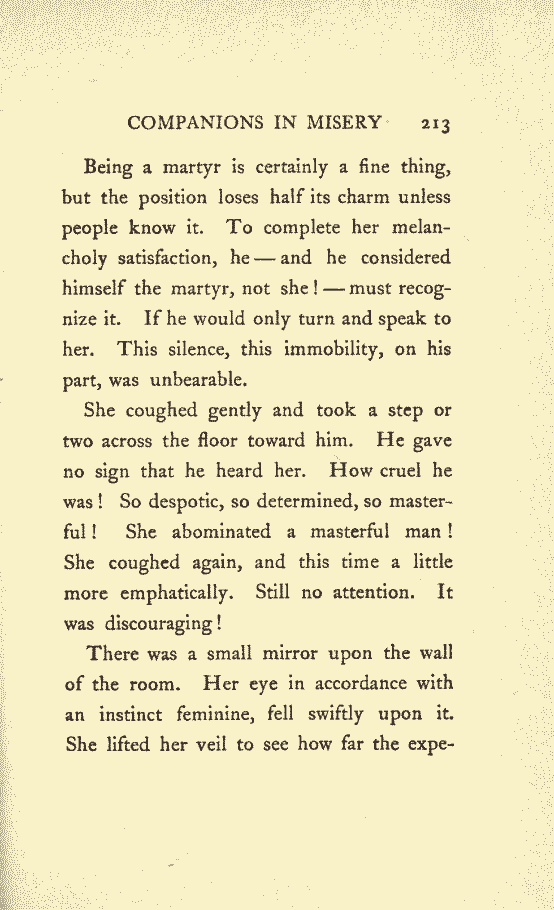 COMPANIONS IN MISERY 213
Being a martyr is certainly a fine thing,
but the position loses half its charm unless
people know it. To complete her melan-
choly satisfaction, he — and he considered
himself the martyr, not she! — must recog-
nize it. If he would only turn and speak to
her. This silence, this immobility, on his
part, was unbearable.
She coughed gently and took a step or
two across the floor toward him. He gave
no sign that he heard her. How cruel he
was! So despotic, so determined, so master-
ful! She abominated a masterful man!
She coughed again, and this time a little
more emphatically. Still no attention. It
was discouraging!
There was a small mirror upon the wall
of the room. Her eye in accordance with
an instinct feminine, fell swiftly upon it.
She lifted her veil to see how far the expe-